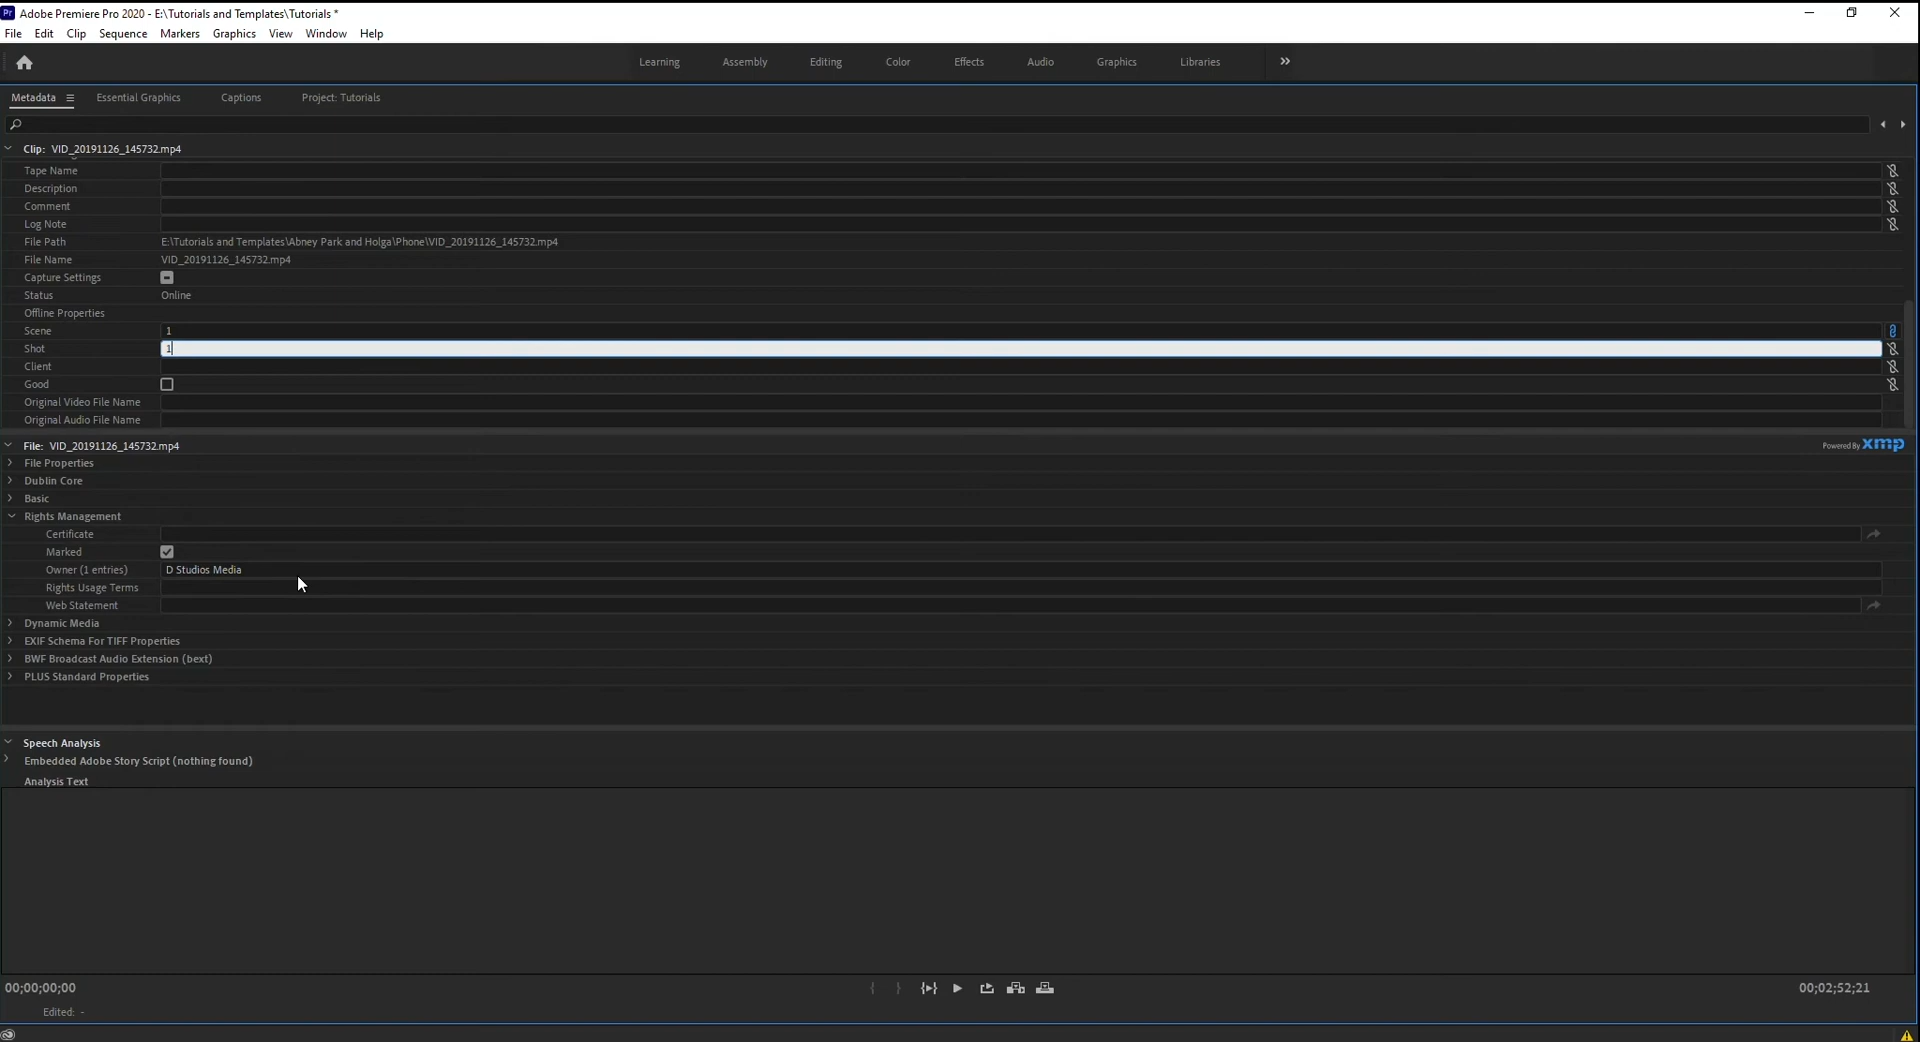 Pr Adobe Premiere Pro 2020 - E:\Tutorials and Templates\Tutorials *
File Edit Clip Sequence Markers Graphics View Window Help
Learning Assembly Editing Color Effects Audio Graphics Libraries
Metadata Essential Graphics Captions Project: Tutorials
Clip: VID_20191126_145732.mp4
Tape Name
Description
Comment
Log Note
File Path E:\Tutorials and Templates\Abney Park and Holga\Phone\VID_20191126_145732.mp4
File Name VID_20191126_145732.mp4
Capture Settings
Status Online
Offline Properties
Scene 1
Shot 1
Client
Good
Original Video File Name
Original Audio File Name
File: VID_20191126_145732.mp4 Powered By xmp
File Properties
Dublin Core
Basic
Rights Management
Certificate
Marked
Owner (1 entries) D Studios Media
Rights Usage Terms
Web Statement
Dynamic Media
EXIF Schema For TIFF Properties
BWF Broadcast Audio Extension (bext)
PLUS Standard Properties
Speech Analysis
Embedded Adobe Story Script (nothing found)
Analysis Text
00;00;00;00 00;02;52;21
Edited: -